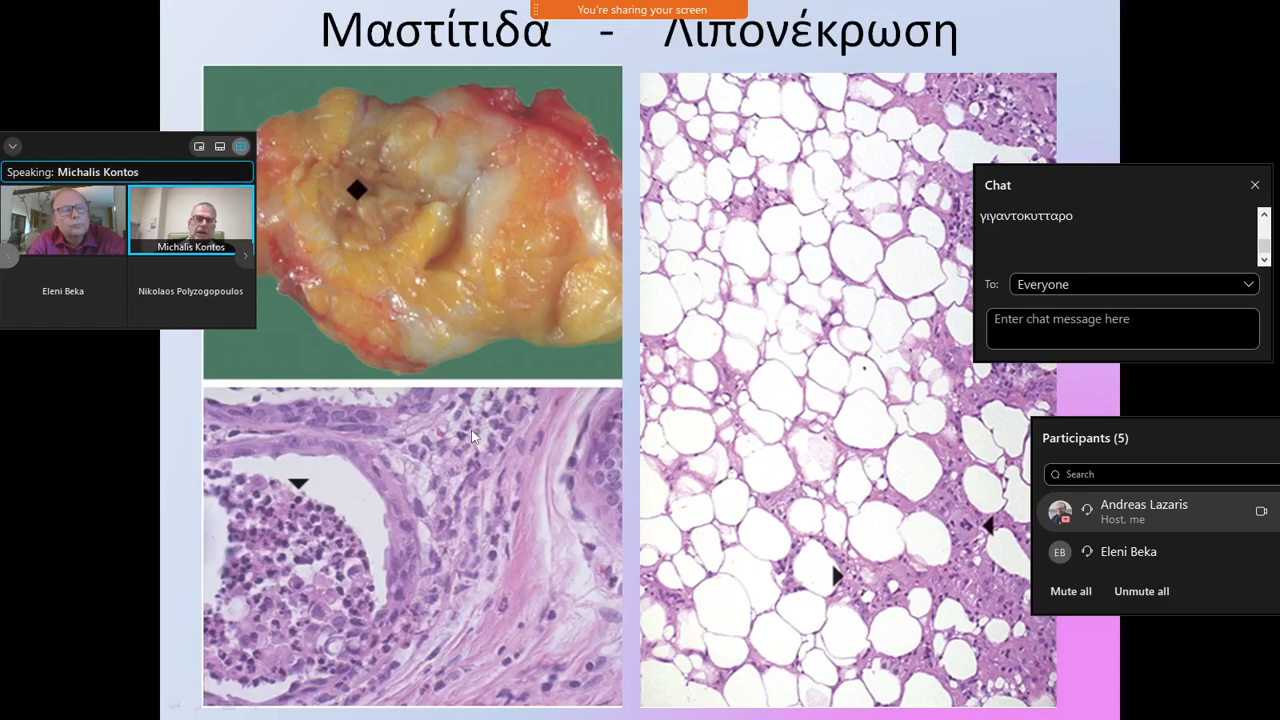 You're sharing your screen
Μαστίτιδα - Λιπονέκρωση
Speaking: Michalis Kontos
Michalis Kontos
Eleni Beka
Nikolaos Polyzogopoulos
Chat
γιγαντοκυτταρο
To:
Everyone
Enter chat message here
Participants (5)
Search
Andreas Lazaris
Host, me
EB
Eleni Beka
Mute all
Unmute all